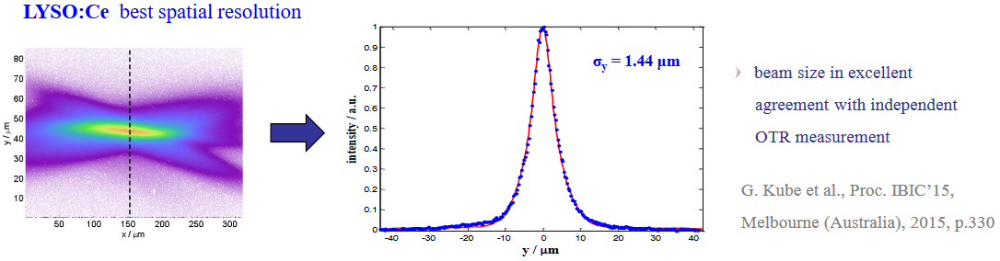 LYSO:Ce best spatial resolution
80
70
60
50
40
30
20
10
y / μm
50 100 150 200 250 300
x / μm
1
0.9
0.8
0.7
0.6
0.5
0.4
0.3
0.2
0.1
0
intensity / a.u.
σy = 1.44 μm
-40 -30 -20 -10 0 10 20 30 40
y / μm
beam size in excellent
agreement with independent
OTR measurement
G. Kube et al., Proc. IBIC’15,
Melbourne (Australia), 2015, p.330